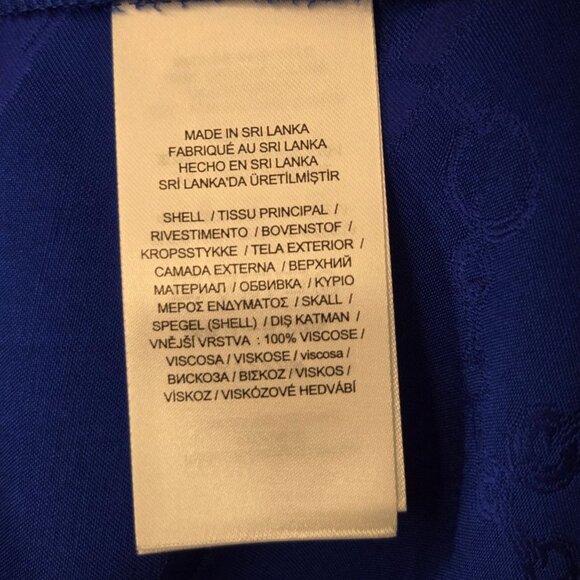 MADE IN SRI LANKA
FABRIQUÉ AU SRI LANKA
HECHO EN SRI LANKA
SRİ LANKA'DA ÜRETİLMİŞTİR
SHELL / TISSU PRINCIPAL /
RIVESTIMENTO / BOVENSTOF /
KROPSSTYKKE / TELA EXTERIOR /
CAMADA EXTERNA / ВЕРХНИЙ
МАТЕРИАЛ / ОБВИВКА / ΚΥΡΙΟ
ΜΕΡΟΣ ΕΝΔΥΜΑΤΟΣ / SKALL /
SPEGEL (SHELL) / DIŞ KATMAN /
VNĚJŠÍ VRSTVA : 100% VISCOSE /
VISCOSA / VISKOSE / viscosa /
ВИСКОЗА / ΒΙΣΚΟΖ / VISKOS /
VİSKOZ / VISKÓZOVÉ HEDVÁBÍ